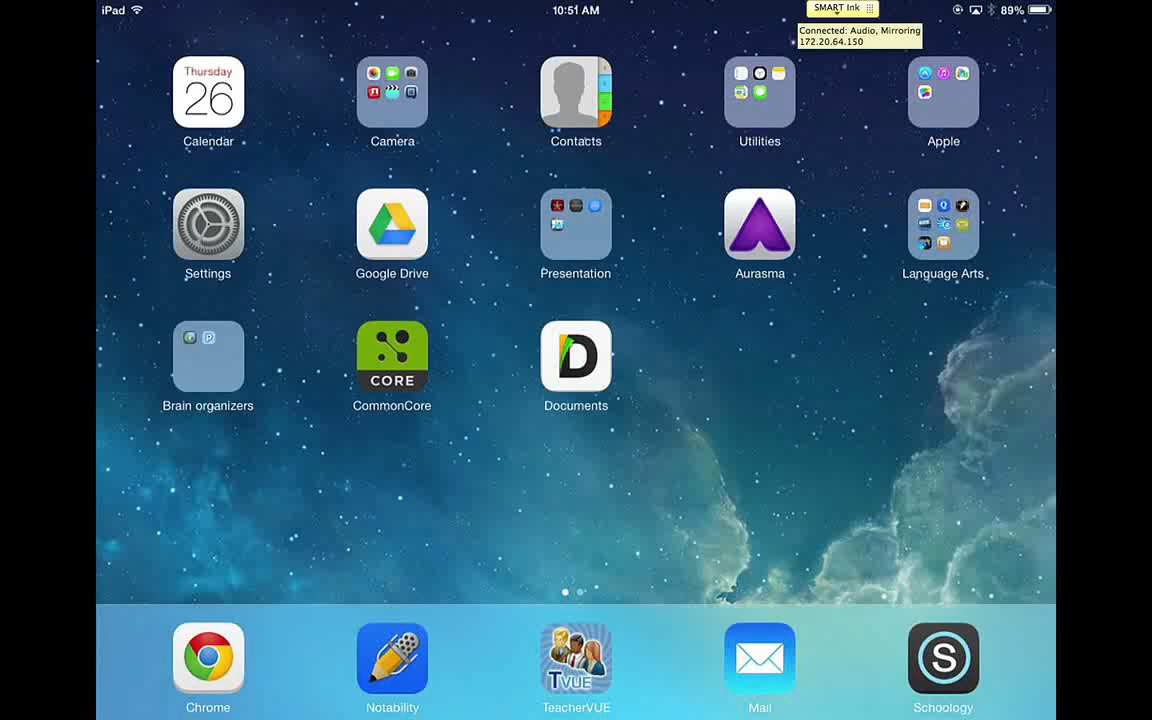 iPad
10:51 AM
SMART Ink
89%
Connected: Audio, Mirroring
172.20.64.150
Thursday
26
Calendar
Camera
Contacts
Utilities
Apple
Settings
Google Drive
Presentation
Aurasma
Language Arts
CORE
D
Brain organizers
CommonCore
Documents
TVUE
S
Chrome
Notability
TeacherVUE
Mail
Schoology